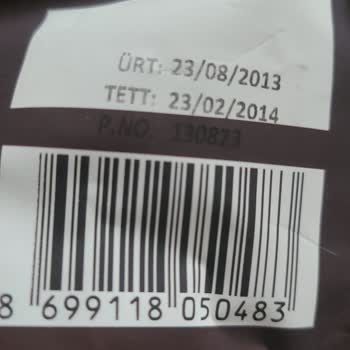 ÜRT: 23/08/2013
TETT: 23/02/2014
P.NO. 130823
8 699118 050483